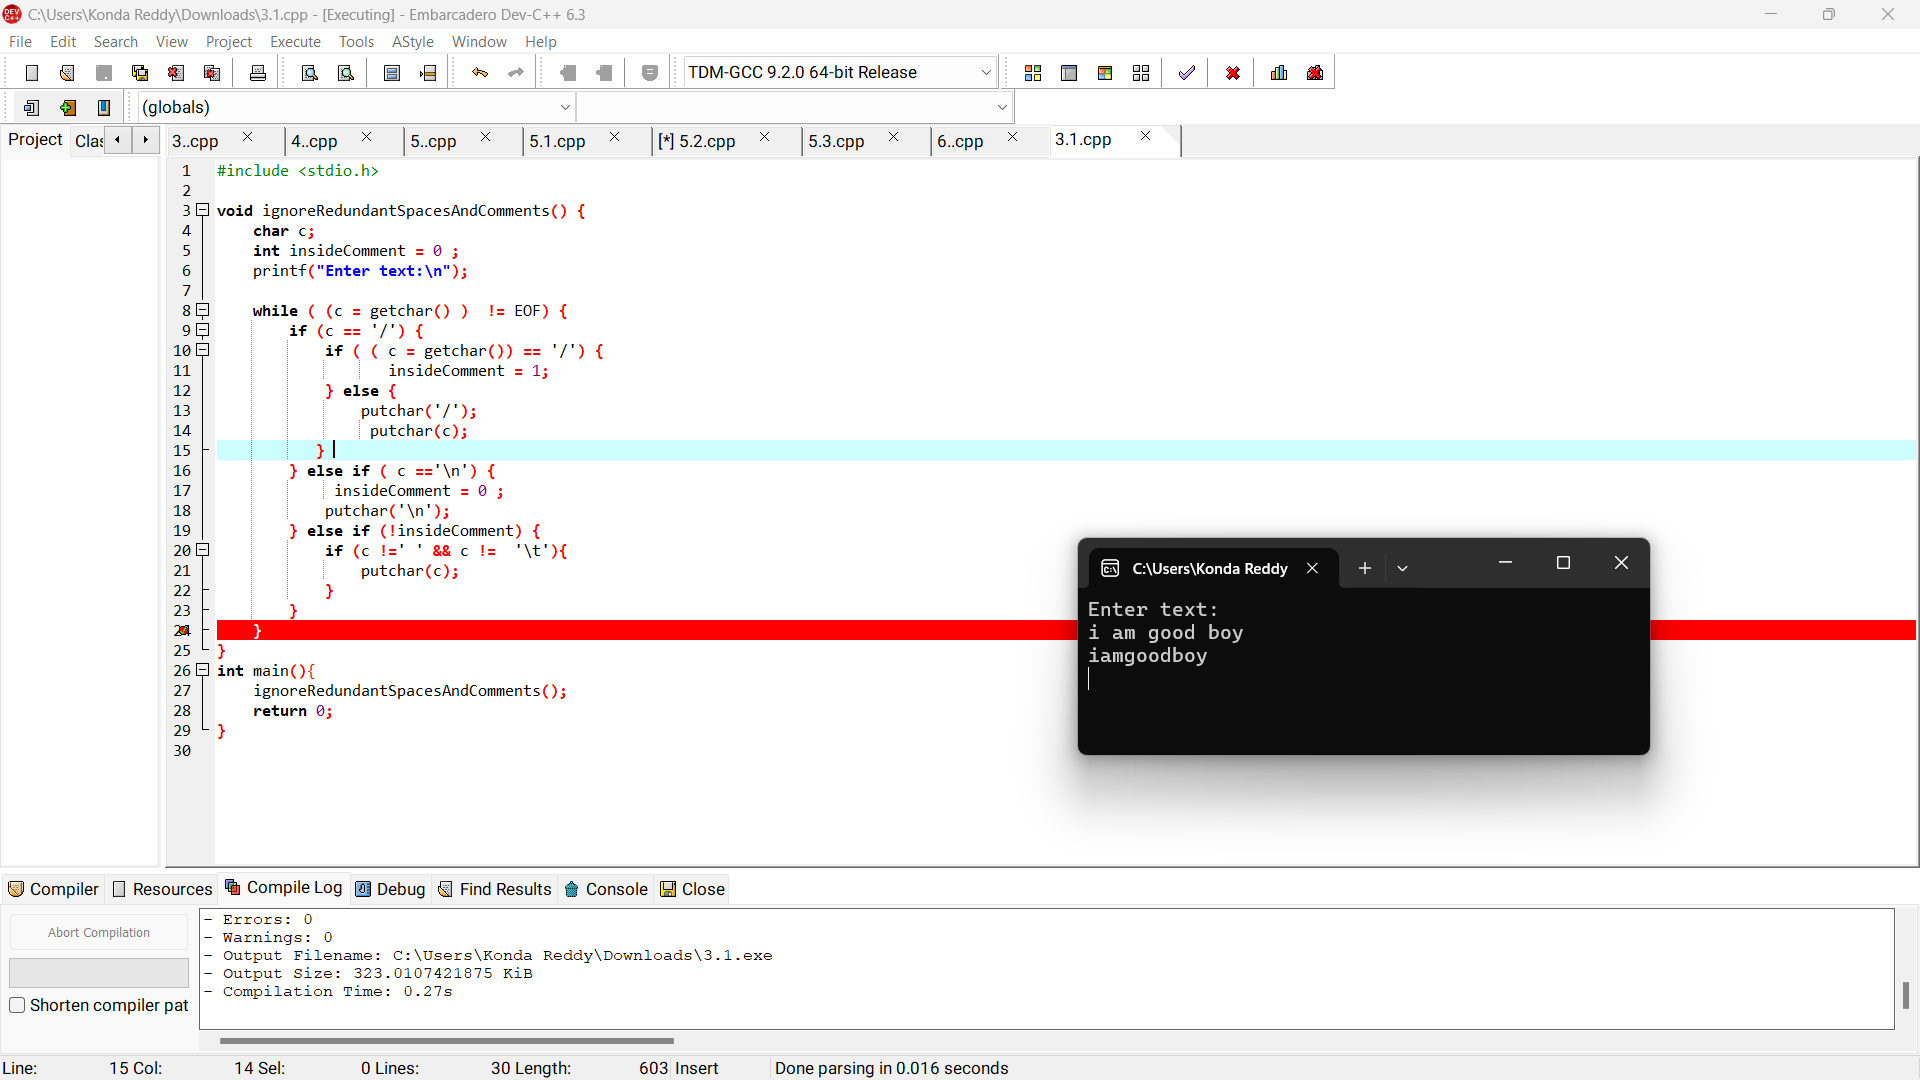 C:\Users\Konda Reddy\Downloads\3.1.cpp - [Executing] - Embarcadero Dev-C++ 6.3
File Edit Search View Project Execute Tools AStyle Window Help
TDM-GCC 9.2.0 64-bit Release
(globals)
Project Clas 3..cpp 4..cpp 5..cpp 5.1.cpp [*] 5.2.cpp 5.3.cpp 6..cpp 3.1.cpp
1 #include <stdio.h>
2
3 void ignoreRedundantSpacesAndComments() {
4 char c;
5 int insideComment = 0 ;
6 printf("Enter text:\n");
7
8 while ( (c = getchar() ) != EOF) {
9 if (c == '/') {
10 if ( ( c = getchar()) == '/') {
11 insideComment = 1;
12 } else {
13 putchar('/');
14 putchar(c);
15 }
16 } else if ( c =='\n') {
17 insideComment = 0 ;
18 putchar('\n');
19 } else if (!insideComment) {
20 if (c !=' ' && c != '\t'){
21 putchar(c);
22 }
23 }
24 }
25 }
26 int main(){
27 ignoreRedundantSpacesAndComments();
28 return 0;
29 }
30
C:\Users\Konda Reddy
Enter text:
i am good boy
iamgoodboy
Compiler Resources Compile Log Debug Find Results Console Close
Abort Compilation
Shorten compiler pat
- Errors: 0
- Warnings: 0
- Output Filename: C:\Users\Konda Reddy\Downloads\3.1.exe
- Output Size: 323.0107421875 KiB
- Compilation Time: 0.27s
Line: 15 Col: 14 Sel: 0 Lines: 30 Length: 603 Insert Done parsing in 0.016 seconds